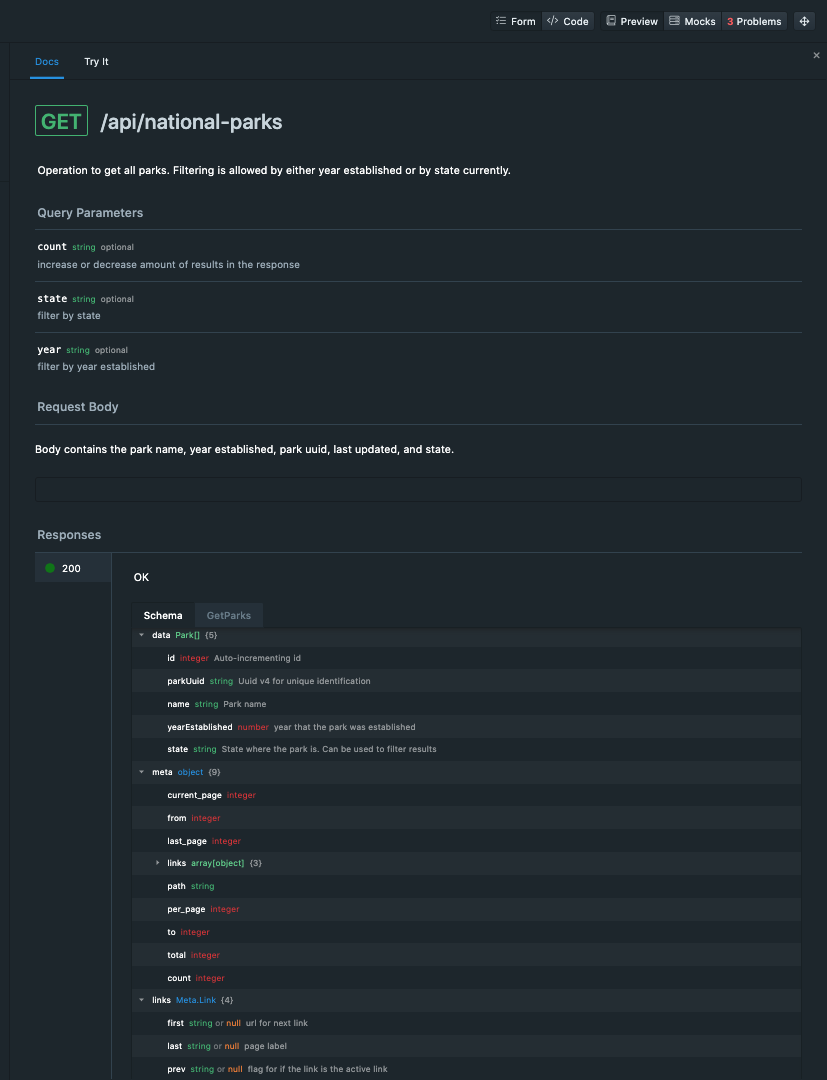 Form Code Preview Mocks 3 Problems
Docs Try It
GET /api/national-parks
Operation to get all parks. Filtering is allowed by either year established or by state currently.
Query Parameters
count string optional
increase or decrease amount of results in the response
state string optional
filter by state
year string optional
filter by year established
Request Body
Body contains the park name, year established, park uuid, last updated, and state.
Responses
200
OK
Schema GetParks
data Park[] {5}
id integer Auto-incrementing id
parkUuid string Uuid v4 for unique identification
name string Park name
yearEstablished number year that the park was established
state string State where the park is. Can be used to filter results
meta object {9}
current_page integer
from integer
last_page integer
links array[object] {3}
path string
per_page integer
to integer
total integer
count integer
links Meta.Link {4}
first string or null url for next link
last string or null page label
prev string or null flag for if the link is the active link